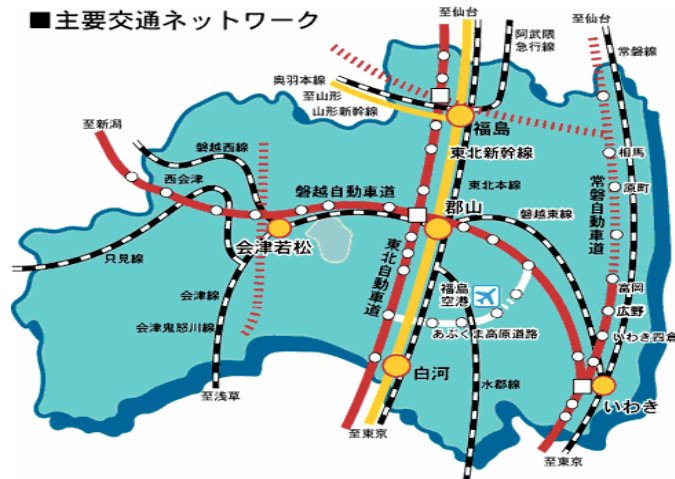 ■主要交通ネットワーク
至仙台
至仙台
阿武隈
急行線
常磐線
奥羽本線
至山形
山形新幹線
福島
至新潟
磐越西線
東北新幹線
相馬
西会津
東北本線
原町
磐越自動車道
郡山
磐越東線
常磐自動車道
会津若松
只見線
東北自動車道
福島
空港
富岡
会津線
広野
会津鬼怒川線
あぶくま高原道路
いわき四倉
白河
水郡線
至浅草
いわき
至東京
至東京